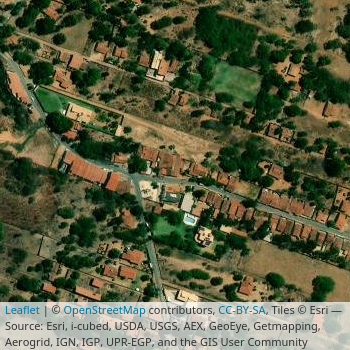 Leaflet | © OpenStreetMap contributors, CC-BY-SA, Tiles © Esri —
Source: Esri, i-cubed, USDA, USGS, AEX, GeoEye, Getmapping,
Aerogrid, IGN, IGP, UPR-EGP, and the GIS User Community